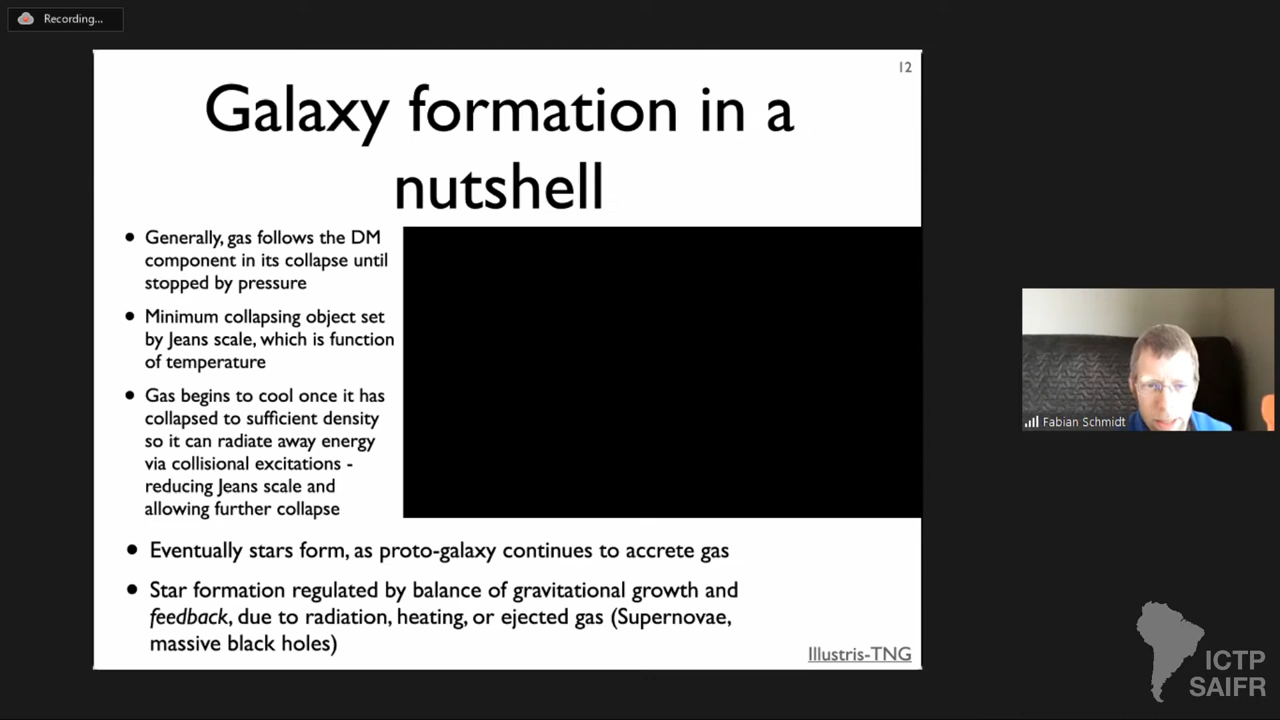 Recording...
12
Galaxy formation in a
nutshell
• Generally, gas follows the DM
component in its collapse until
stopped by pressure
• Minimum collapsing object set
by Jeans scale, which is function
of temperature
• Gas begins to cool once it has
collapsed to sufficient density
so it can radiate away energy
via collisional excitations -
reducing Jeans scale and
allowing further collapse
• Eventually stars form, as proto-galaxy continues to accrete gas
• Star formation regulated by balance of gravitational growth and
feedback, due to radiation, heating, or ejected gas (Supernovae,
massive black holes)
Illustris-TNG
Fabian Schmidt
ICTP
SAIFR